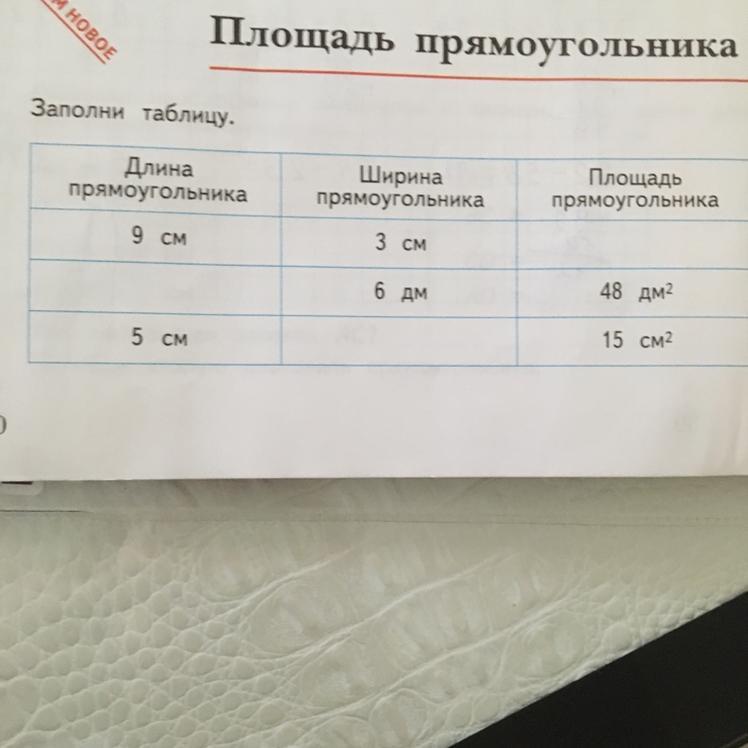 НОВОЕ
Площадь прямоугольника
Заполни таблицу.
Длина прямоугольника Ширина прямоугольника Площадь прямоугольника
9 см 3 см
6 дм 48 дм²
5 см 15 см²